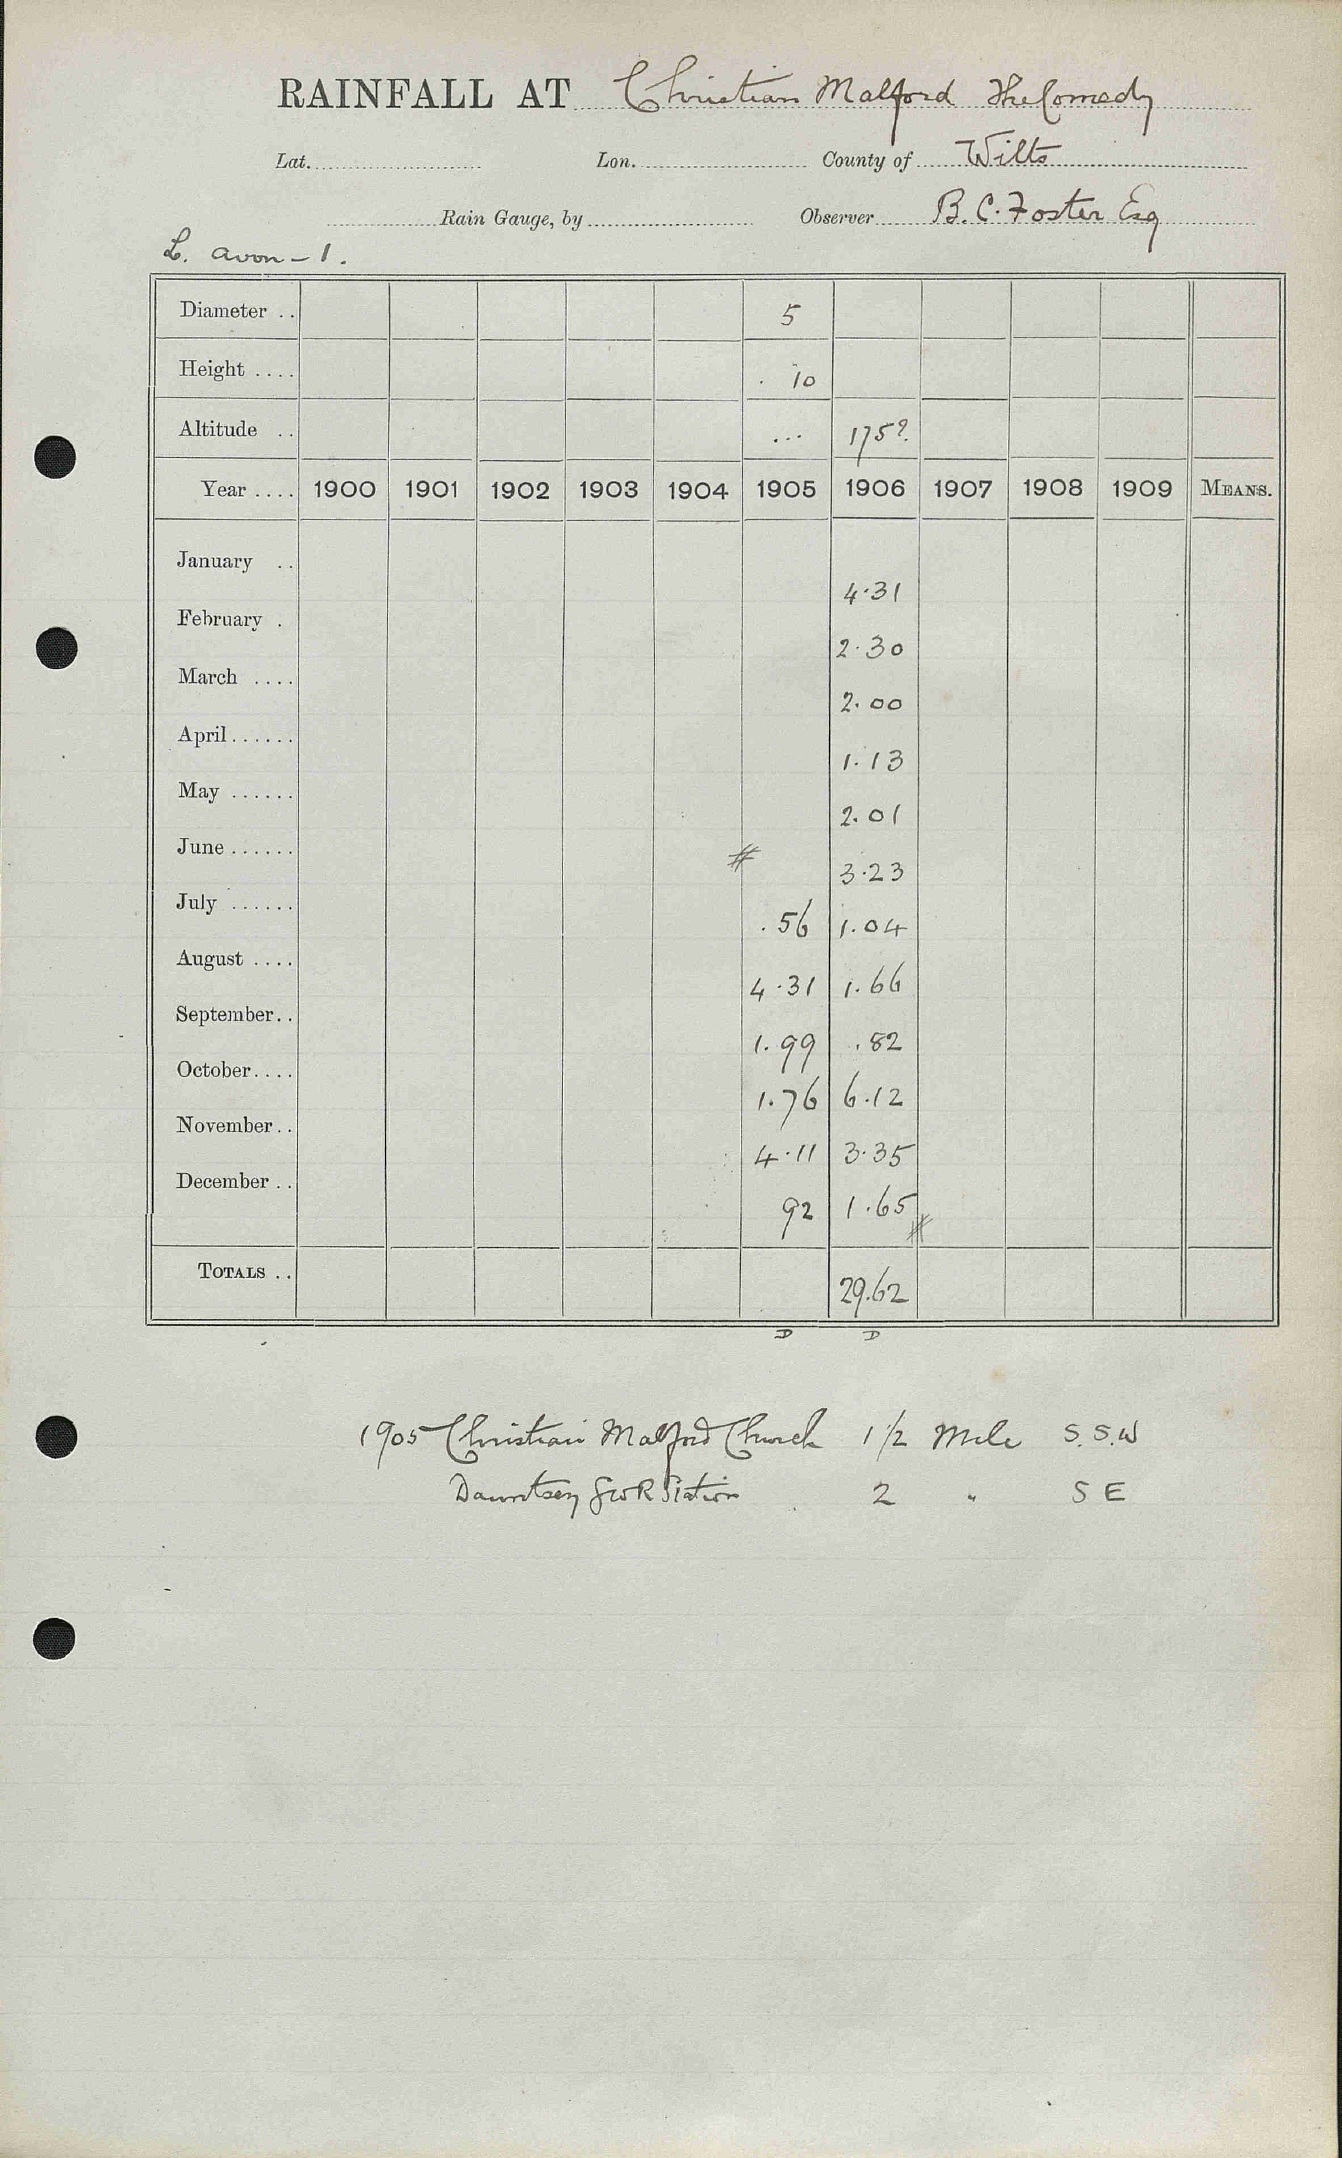 RAINFALL AT Christian Malford The Comedy
Lat. Lon. County of Wilts
Rain Gauge, by Observer B. C. Foster Esq
L. Avon - 1.
Diameter .. 5
Height .... . 10
Altitude .. ... 175?
Year .... 1900 1901 1902 1903 1904 1905 1906 1907 1908 1909 MEANS.
January .. 4.31
February . 2.30
March .... 2.00
April ...... 1.13
May ...... 2.01
June ...... # 3.23
July ...... .56 1.04
August .... 4.31 1.66
September.. 1.99 .82
October.... 1.76 6.12
November.. 4.11 3.35
December .. 92 1.65 #
TOTALS .. 29.62
D D
1905 Christian Malford Church 1 1/2 Mile S.S.W
Dauntsey GWR Station 2 " S E